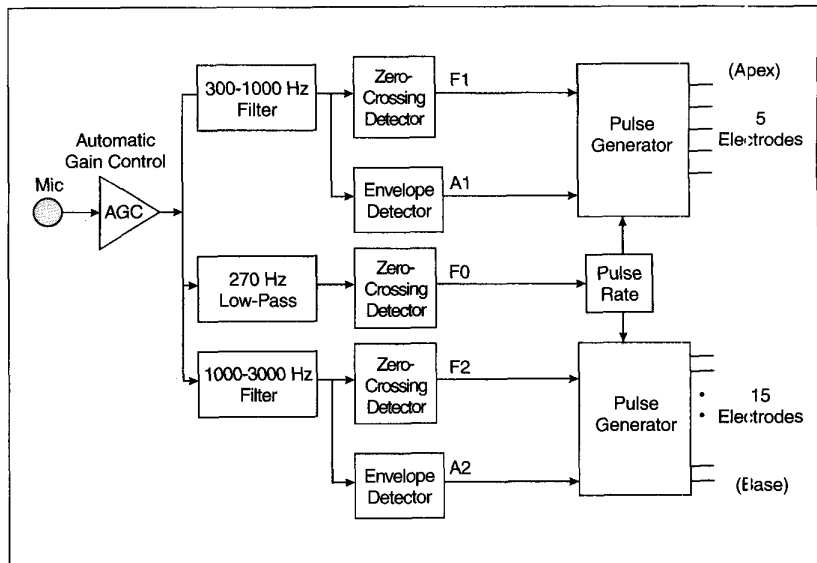 Mic
Automatic
Gain Control
AGC
300-1000 Hz
Filter
Zero-
Crossing
Detector
F1
Envelope
Detector
A1
Pulse
Generator
(Apex)
5
Electrodes
270 Hz
Low-Pass
Zero-
Crossing
Detector
F0
Pulse
Rate
1000-3000 Hz
Filter
Zero-
Crossing
Detector
F2
Envelope
Detector
A2
Pulse
Generator
15
Electrodes
(Base)